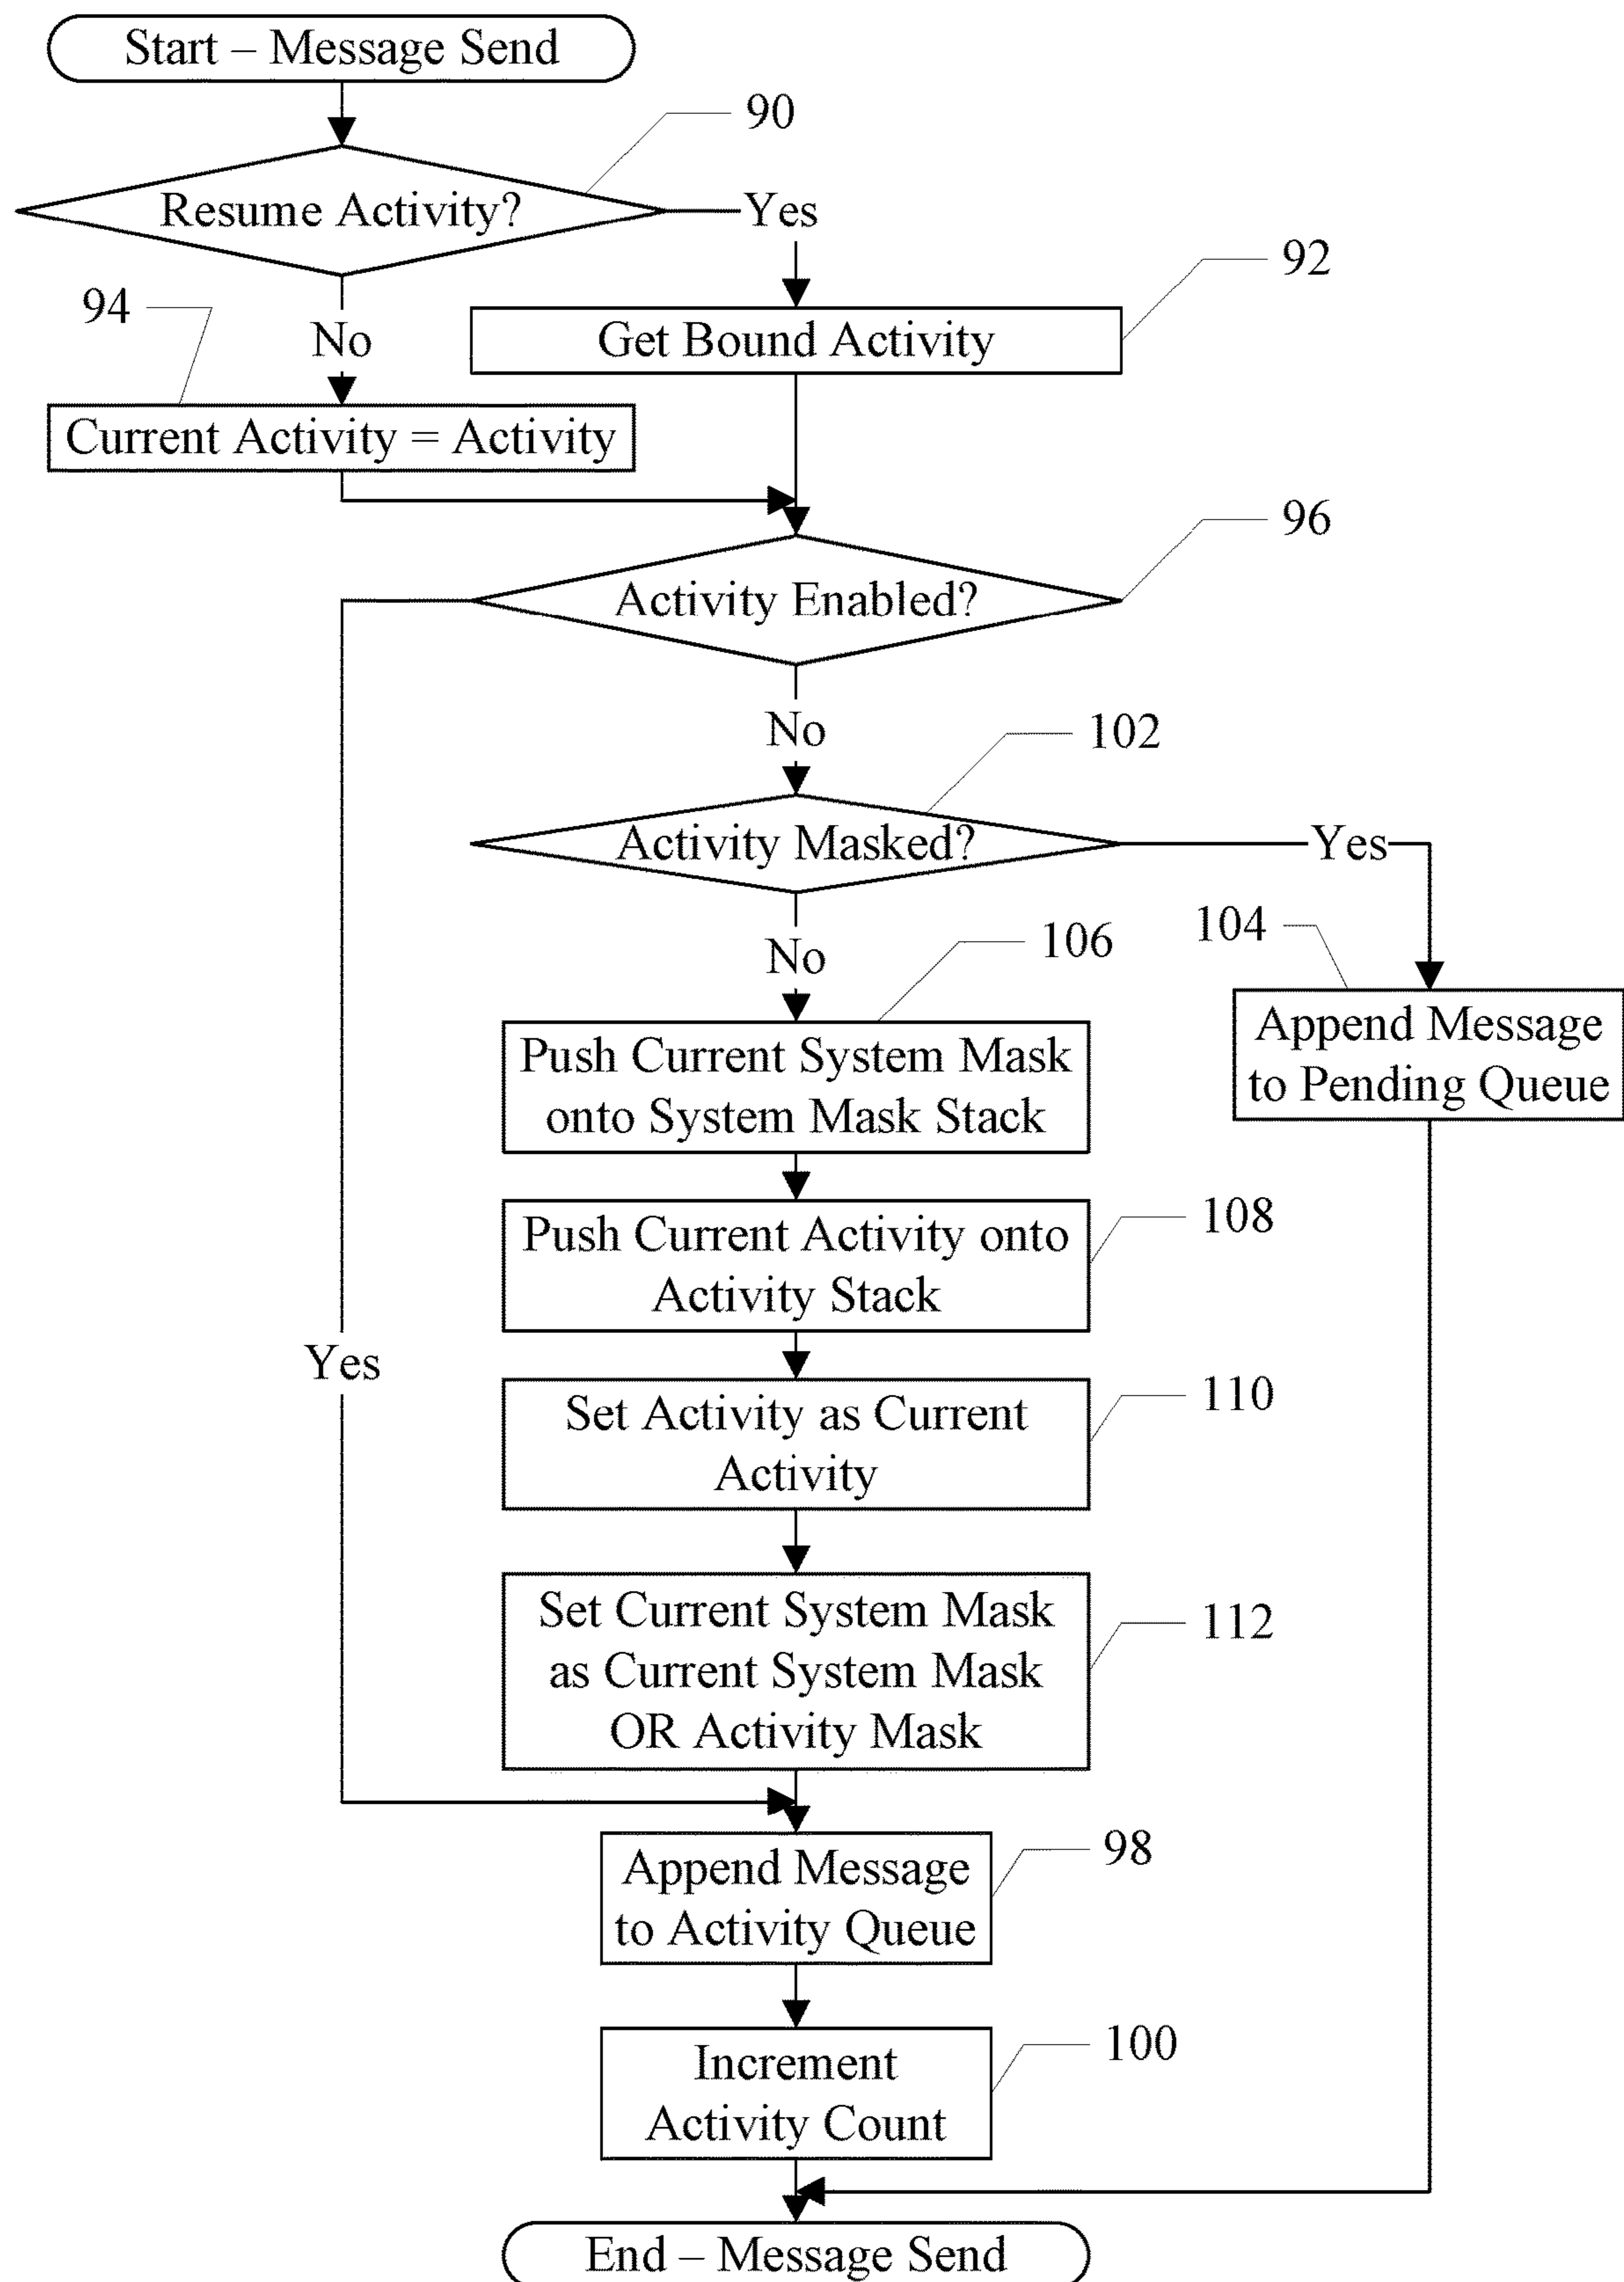 Start – Message Send
90
Resume Activity?
Yes
92
94
No
Get Bound Activity
Current Activity = Activity
96
Activity Enabled?
No
102
Activity Masked?
Yes
No
106
104
Push Current System Mask
onto System Mask Stack
Append Message
to Pending Queue
108
Push Current Activity onto
Activity Stack
Yes
110
Set Activity as Current
Activity
Set Current System Mask
as Current System Mask
OR Activity Mask
112
98
Append Message
to Activity Queue
100
Increment
Activity Count
End – Message Send